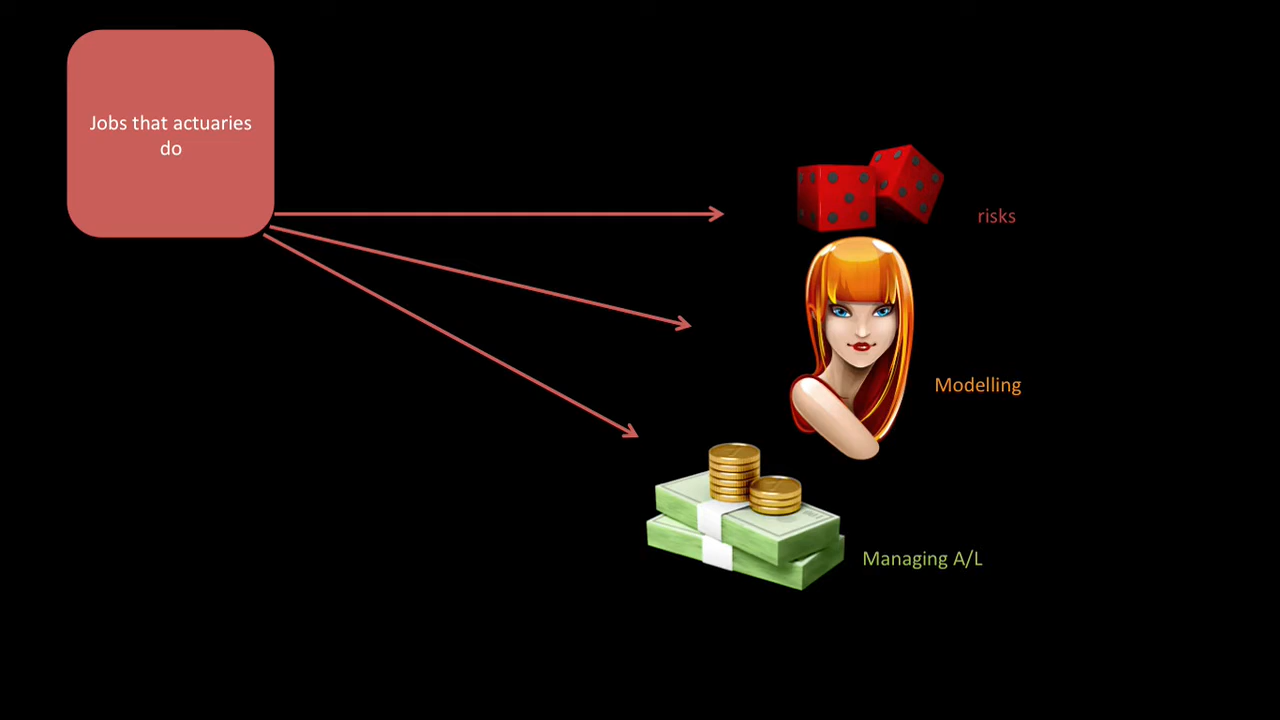 Jobs that actuaries
do
risks
Modelling
Managing A/L